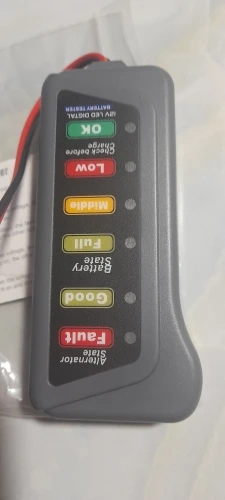 Alternator
State
Fault
Good
Battery
State
Full
Middle
Low
Check before
Charge
OK
12V LED DIGITAL
BATTERY TESTER